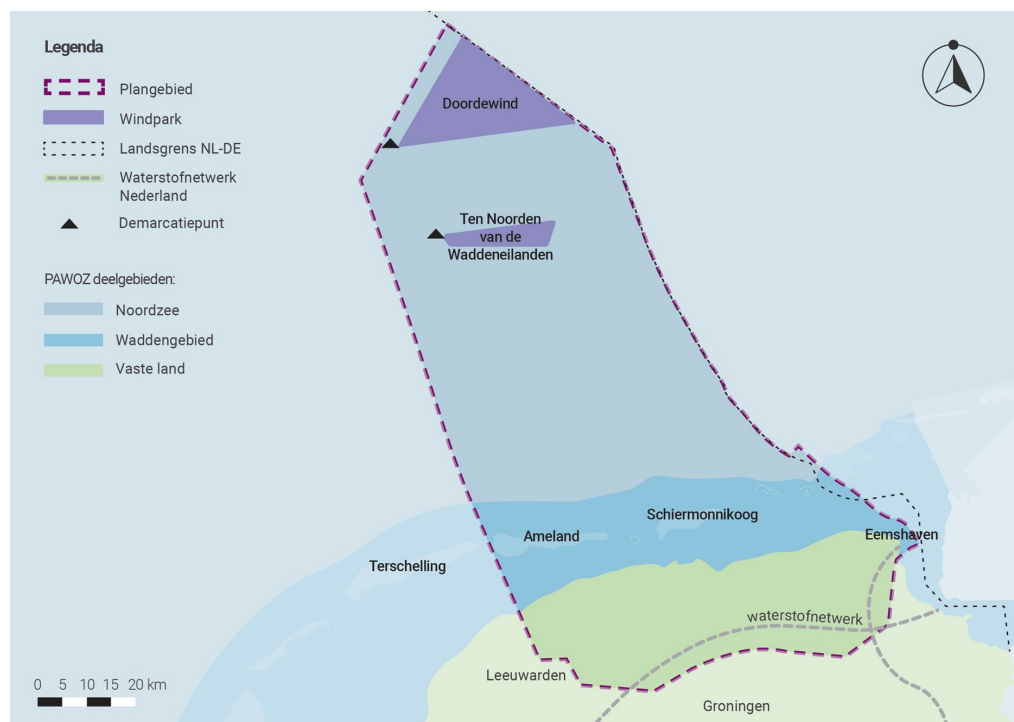 Legenda
Plangebied
Windpark
Landsgrens NL-DE
Waterstofnetwerk
Nederland
Demarcatiepunt
PAWOZ deelgebieden:
Noordzee
Waddengebied
Vaste land
Doordewind
Ten Noorden
van de
Waddeneilanden
Schiermonnikoog
Ameland
Eemshaven
Terschelling
waterstofnetwerk
Leeuwarden
Groningen
0 5 10 15 20 km